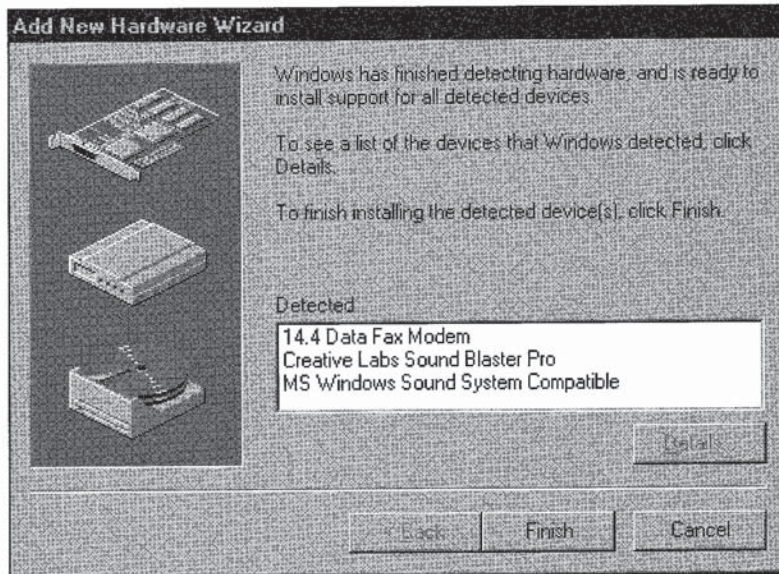 Add New Hardware Wizard
Windows has finished detecting hardware, and is ready to
install support for all detected devices.
To see a list of the devices that Windows detected, click
Details.
To finish installing the detected device(s), click Finish.
Detected
14.4 Data Fax Modem
Creative Labs Sound Blaster Pro
MS Windows Sound System Compatible
Details...
< Back
Finish
Cancel